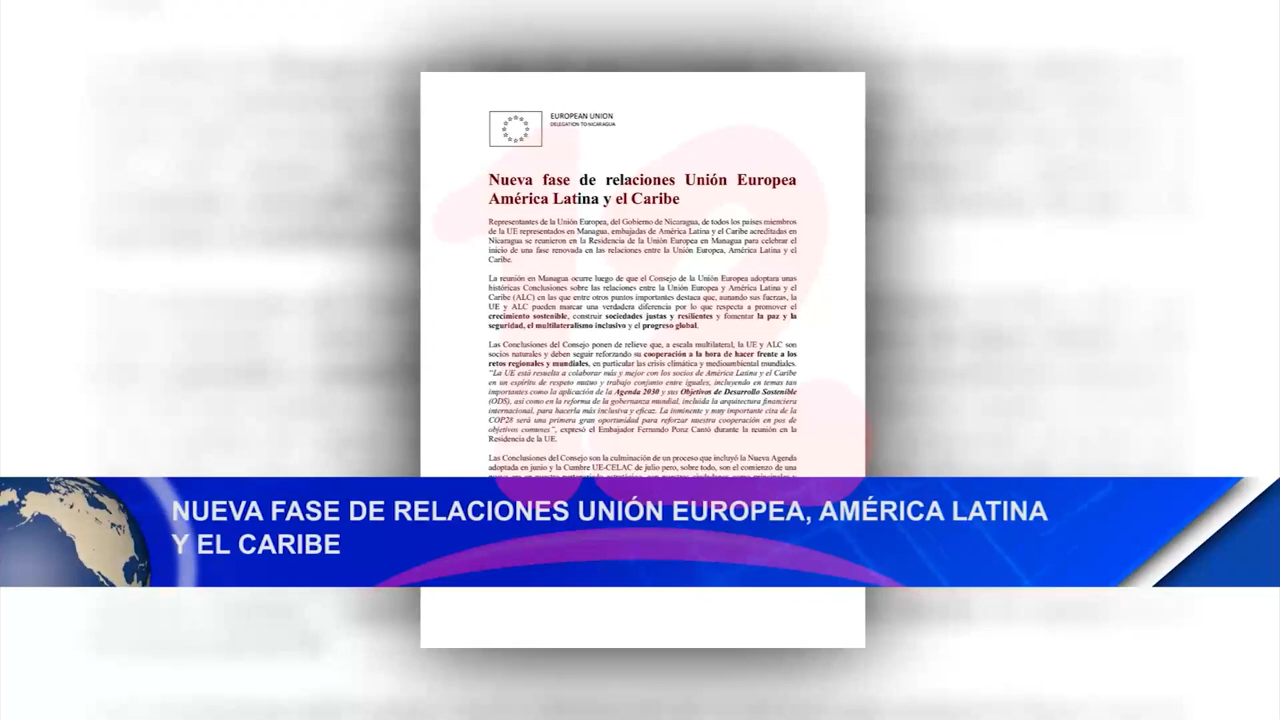 EUROPEAN UNION
DELEGATION TO NICARAGUA
Nueva fase de relaciones Unión Europea
América Latina y el Caribe
Representantes de la Unión Europea, del Gobierno de Nicaragua, de todos los países miembros
de la UE representados en Managua, embajadas de América Latina y el Caribe acreditadas en
Nicaragua se reunieron en la Residencia de la Unión Europea en Managua para celebrar el
inicio de una fase renovada en las relaciones entre la Unión Europea, América Latina y el
Caribe.
La reunión en Managua ocurre luego de que el Consejo de la Unión Europea adoptara unas
históricas Conclusiones sobre las relaciones entre la Unión Europea y América Latina y el
Caribe (ALC) en las que entre otros puntos importantes destaca que, aunando sus fuerzas, la
UE y ALC pueden marcar una verdadera diferencia por lo que respecta a promover el
crecimiento sostenible, construir sociedades justas y resilientes y fomentar la paz y la
seguridad, el multilateralismo inclusivo y el progreso global.
Las Conclusiones del Consejo ponen de relieve que, a escala multilateral, la UE y ALC son
socios naturales y deben seguir reforzando su cooperación a la hora de hacer frente a los
retos regionales y mundiales, en particular las crisis climática y medioambiental mundiales.
"La UE está resuelta a colaborar más y mejor con los socios de América Latina y el Caribe
en un espíritu de respeto mutuo y trabajo conjunto entre iguales, incluyendo en temas tan
importantes como la aplicación de la Agenda 2030 y sus Objetivos de Desarrollo Sostenible
(ODS), así como en la reforma de la gobernanza mundial, incluida la arquitectura financiera
internacional, para hacerla más inclusiva y eficaz. La inminente y muy importante cita de la
COP28 será una primera gran oportunidad para reforzar nuestra cooperación en pos de
objetivos comunes", expresó el Embajador Fernando Ponz Cantó durante la reunión en la
Residencia de la UE.
Las Conclusiones del Consejo son la culminación de un proceso que incluyó la Nueva Agenda
adoptada en junio y la Cumbre UE-CELAC de julio pero, sobre todo, son el comienzo de una
NUEVA FASE DE RELACIONES UNIÓN EUROPEA, AMÉRICA LATINA
Y EL CARIBE